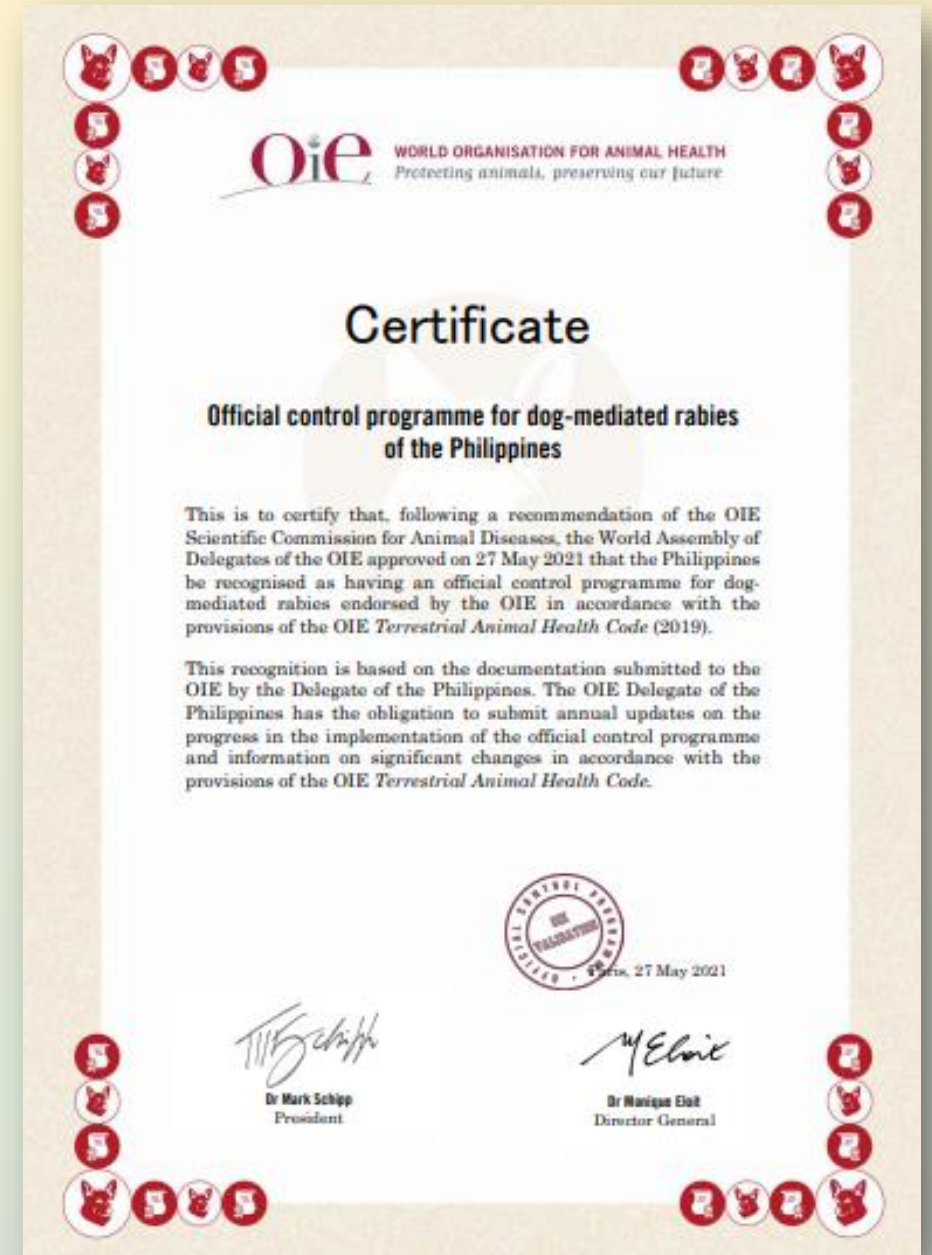 OiE WORLD ORGANISATION FOR ANIMAL HEALTH
Protecting animals, preserving our future
Certificate
Official control programme for dog-mediated rabies
of the Philippines
This is to certify that, following a recommendation of the OIE
Scientific Commission for Animal Diseases, the World Assembly of
Delegates of the OIE approved on 27 May 2021 that the Philippines
be recognised as having an official control programme for dog-
mediated rabies endorsed by the OIE in accordance with the
provisions of the OIE Terrestrial Animal Health Code (2019).
This recognition is based on the documentation submitted to the
OIE by the Delegate of the Philippines. The OIE Delegate of the
Philippines has the obligation to submit annual updates on the
progress in the implementation of the official control programme
and information on significant changes in accordance with the
provisions of the OIE Terrestrial Animal Health Code.
OFFICIAL CONTROL PROGRAMME
OIE
VALIDATION
Paris, 27 May 2021
MSchipp
MEloit
Dr Mark Schipp
President
Dr Monique Eloit
Director General